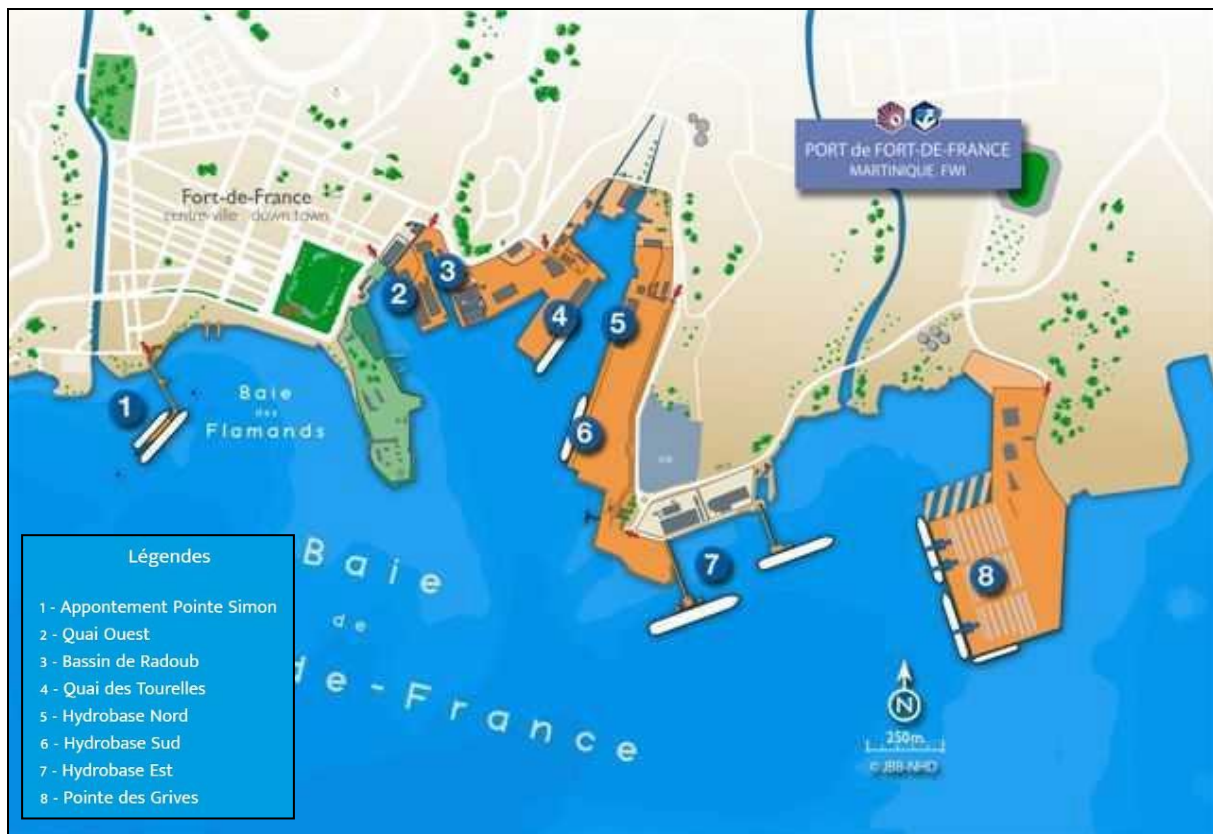 PORT de FORT-DE-FRANCE
MARTINIQUE FWI
Fort-de-France
centre-ville down town
3
2
4
5
1
Baie
des
Flamands
6
7
8
Baie
de
de-France
N
250m.
© JBB-NHD
Légendes
1 - Appontement Pointe Simon
2 - Quai Ouest
3 - Bassin de Radoub
4 - Quai des Tourelles
5 - Hydrobase Nord
6 - Hydrobase Sud
7 - Hydrobase Est
8 - Pointe des Grives